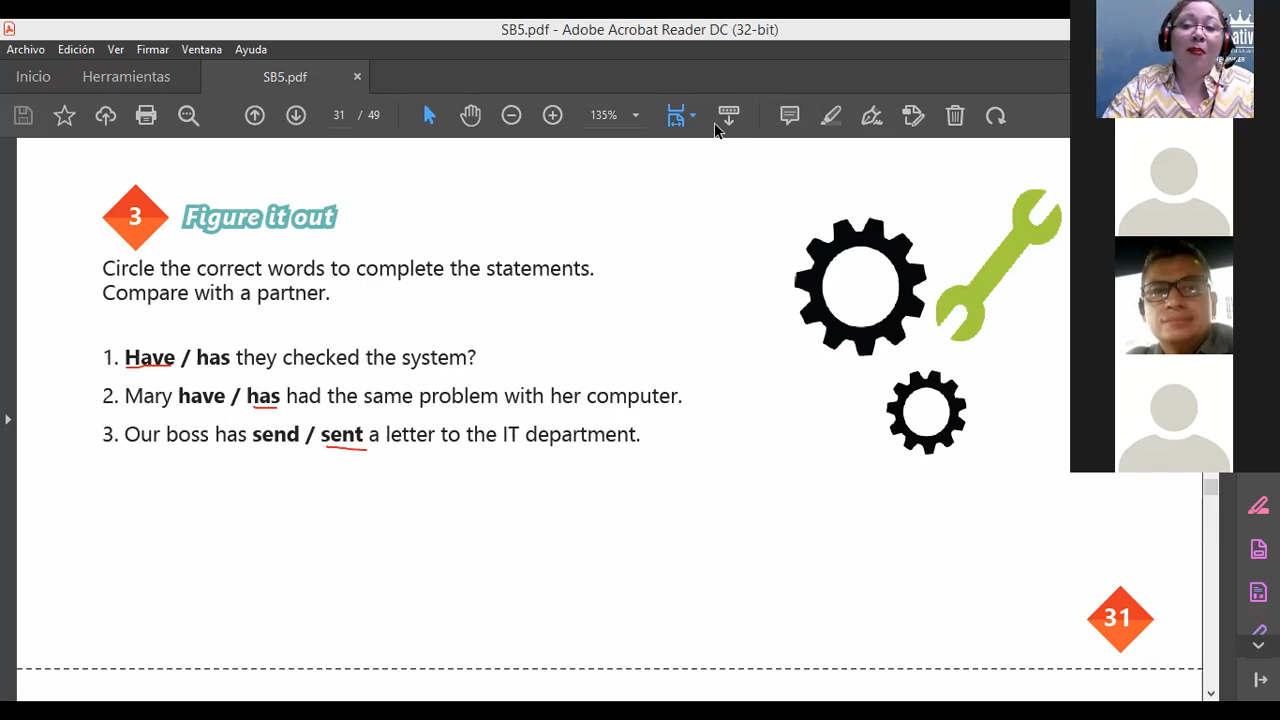 SB5.pdf - Adobe Acrobat Reader DC (32-bit)
Archivo Edición Ver Firmar Ventana Ayuda
Inicio Herramientas SB5.pdf ×
31 / 49 135%
3 Figure it out
Circle the correct words to complete the statements.
Compare with a partner.
1. Have / has they checked the system?
2. Mary have / has had the same problem with her computer.
3. Our boss has send / sent a letter to the IT department.
31